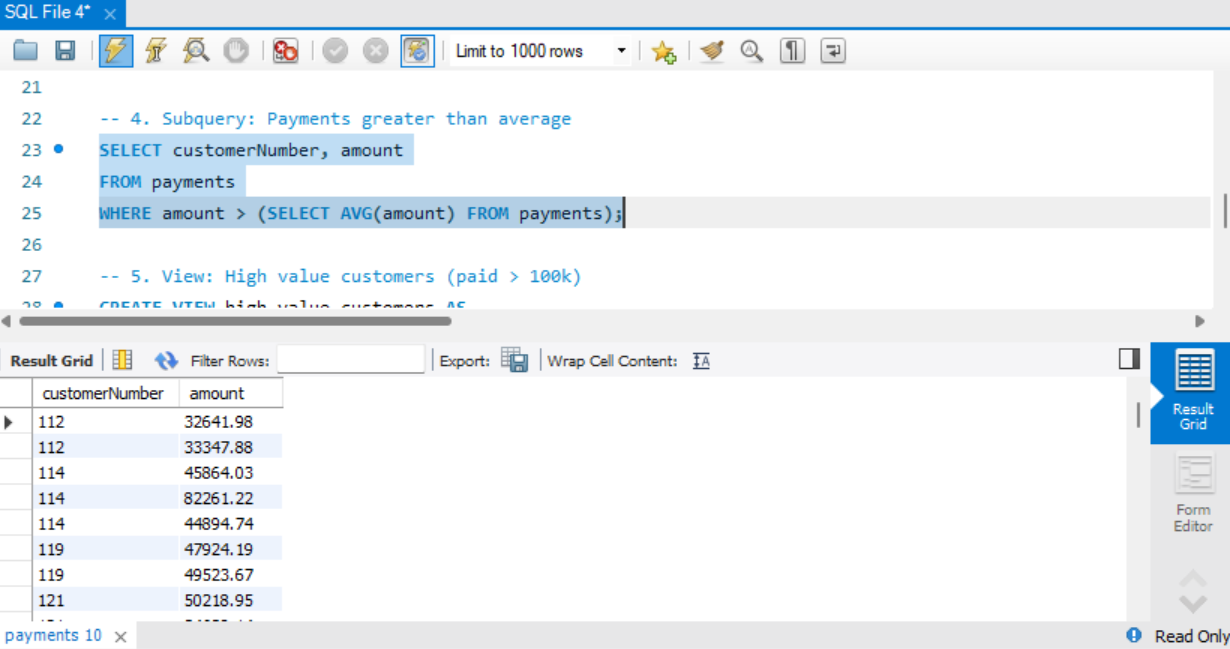 SQL File 4*
Limit to 1000 rows
21
22 -- 4. Subquery: Payments greater than average
23 SELECT customerNumber, amount
24 FROM payments
25 WHERE amount > (SELECT AVG(amount) FROM payments);
26
27 -- 5. View: High value customers (paid > 100k)
28 CREATE VIEW high_value_customers AS
Result Grid Filter Rows: Export: Wrap Cell Content:
customerNumber amount
112 32641.98
112 33347.88
114 45864.03
114 82261.22
114 44894.74
119 47924.19
119 49523.67
121 50218.95
Result
Grid
Form
Editor
payments 10
Read Only